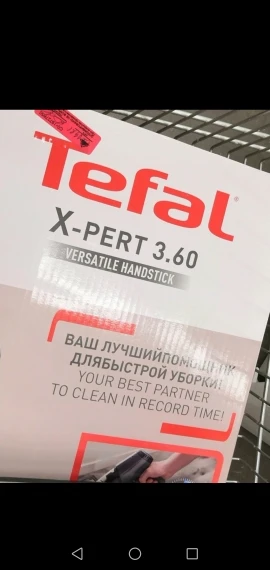 Tefal
X-PERT 3.60
VERSATILE HANDSTICK
ВАШ ЛУЧШИЙПОМОЩНИК
ДЛЯБЫСТРОЙ УБОРКИ!
YOUR BEST PARTNER
TO CLEAN IN RECORD TIME!